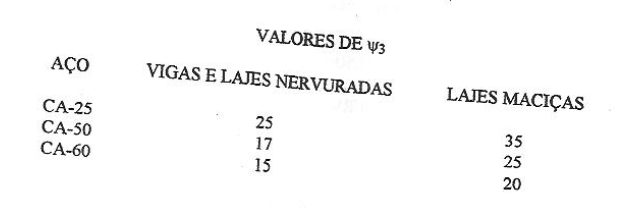 VALORES DE ψ3
AÇO VIGAS E LAJES NERVURADAS LAJES MACIÇAS
CA-25 25 35
CA-50 17 25
CA-60 15 20